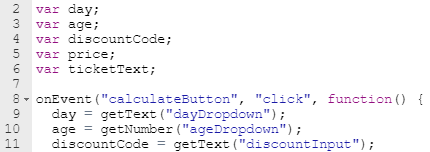 2 var day;
3 var age;
4 var discountCode;
5 var price;
6 var ticketText;
7
8 onEvent("calculateButton", "click", function() {
9 day = getText("dayDropdown");
10 age = getNumber("ageDropdown");
11 discountCode = getText("discountInput");